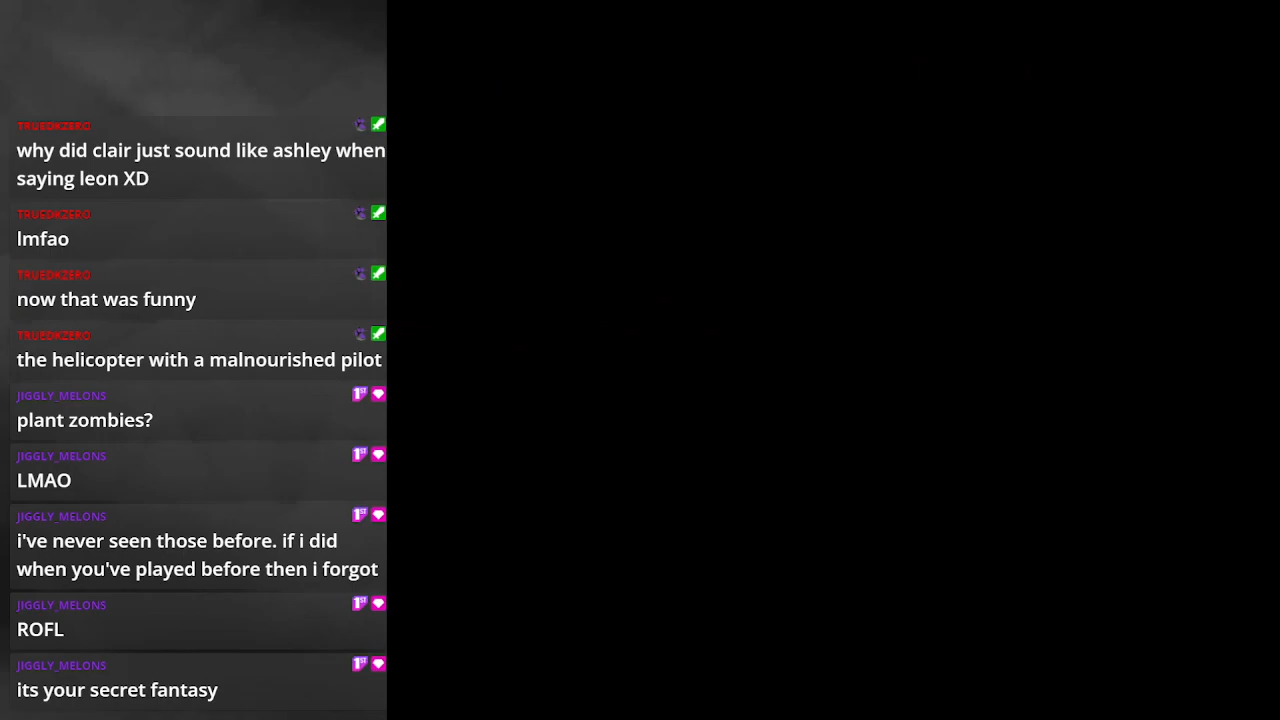 TRUEDKZERO
why did clair just sound like ashley when
saying leon XD
TRUEDKZERO
lmfao
TRUEDKZERO
now that was funny
TRUEDKZERO
the helicopter with a malnourished pilot
JIGGLY_MELONS
plant zombies?
JIGGLY_MELONS
LMAO
JIGGLY_MELONS
i've never seen those before. if i did
when you've played before then i forgot
JIGGLY_MELONS
ROFL
JIGGLY_MELONS
its your secret fantasy